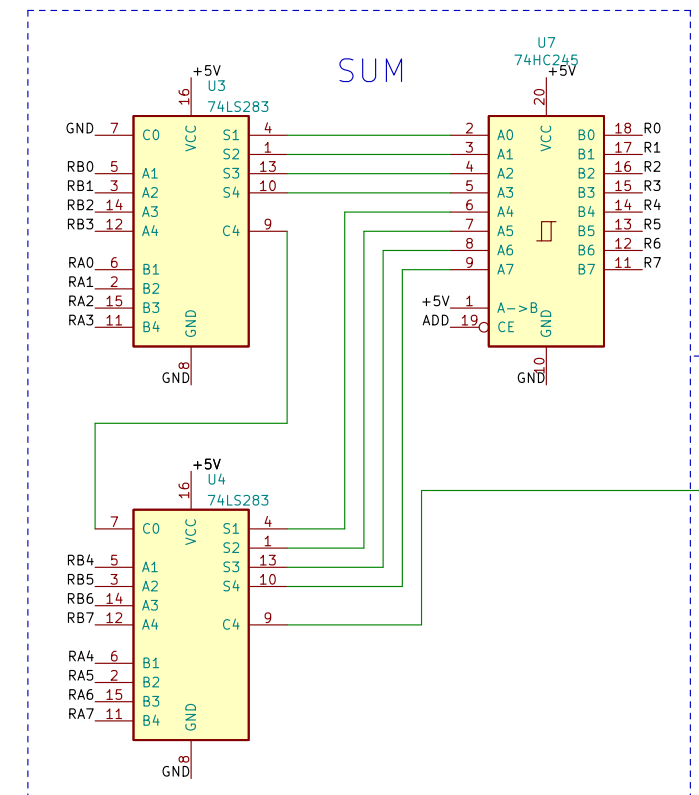 SUM
+5V
U3
74LS283
16
VCC
GND 7 C0
RB0 5 A1
RB1 3 A2
RB2 14 A3
RB3 12 A4
RA0 6 B1
RA1 2 B2
RA2 15 B3
RA3 11 B4
S1 4
S2 1
S3 13
S4 10
C4 9
GND
8
GND
U7
74HC245
+5V
20
VCC
2 A0
3 A1
4 A2
5 A3
6 A4
7 A5
8 A6
9 A7
+5V 1 A->B
ADD 19 CE
B0 18 R0
B1 17 R1
B2 16 R2
B3 15 R3
B4 14 R4
B5 13 R5
B6 12 R6
B7 11 R7
GND
10
GND
+5V
U4
74LS283
16
VCC
7 C0
RB4 5 A1
RB5 3 A2
RB6 14 A3
RB7 12 A4
RA4 6 B1
RA5 2 B2
RA6 15 B3
RA7 11 B4
S1 4
S2 1
S3 13
S4 10
C4 9
GND
8
GND